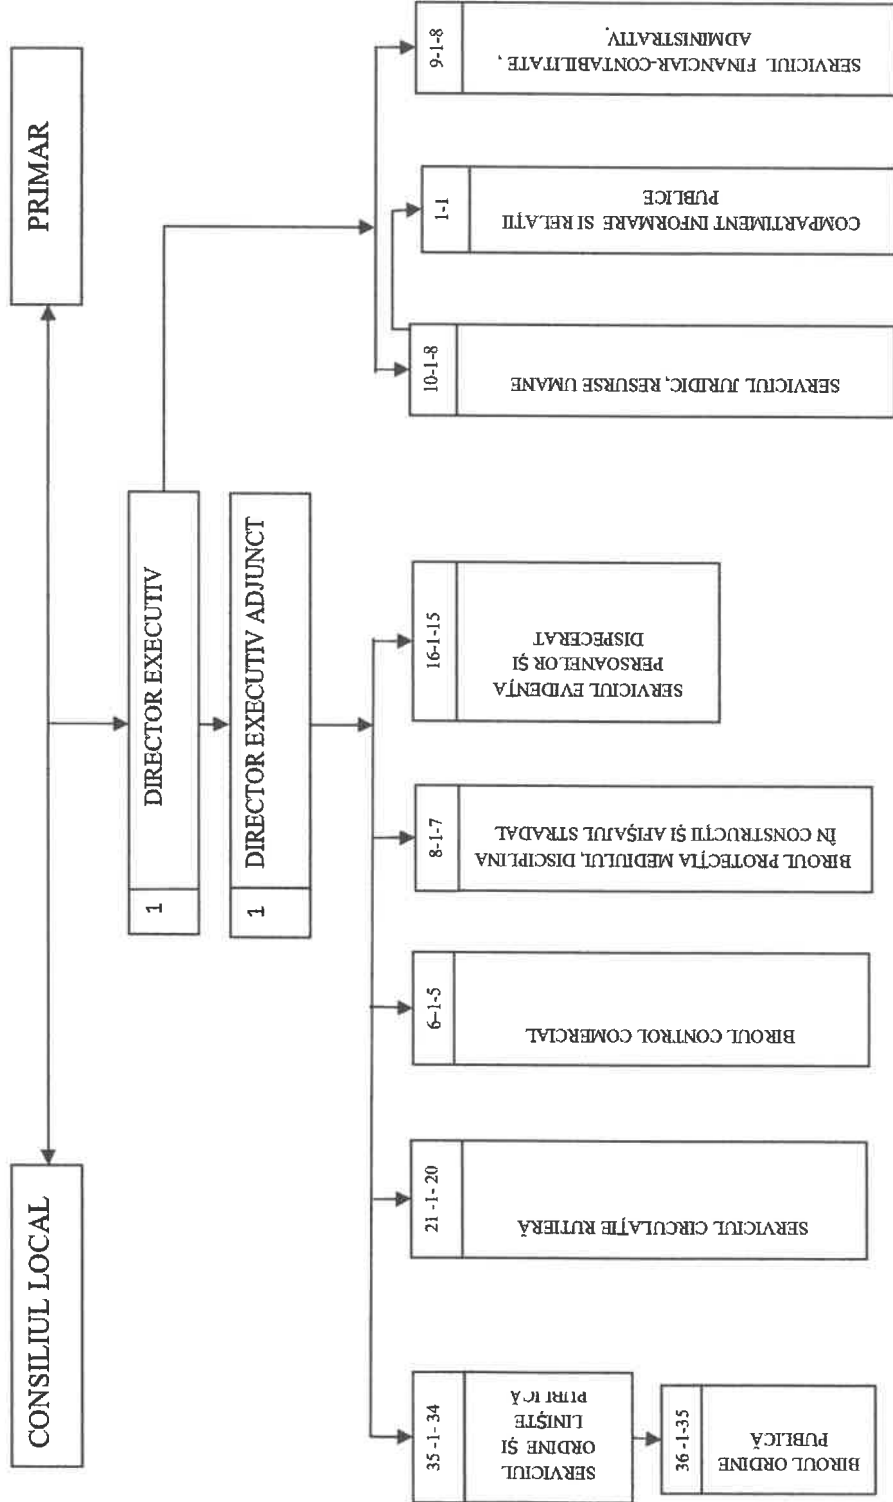 CONSILIUL LOCAL
PRIMAR
1
DIRECTOR EXECUTIV
1
DIRECTOR EXECUTIV ADJUNCT
35 -1- 34
SERVICIUL
ORDINE ȘI
LINIȘTE
PUBLICĂ
36 -1-35
BIROUL ORDINE
PUBLICĂ
21 -1- 20
SERVICIUL CIRCULAȚIE RUTIERĂ
6-1-5
BIROUL CONTROL COMERCIAL
8-1-7
BIROUL PROTECȚIA MEDIULUI, DISCIPLINA
ÎN CONSTRUCȚII ȘI AFIȘAJUL STRADAL
16-1-15
SERVICIUL EVIDENȚA
PERSOANELOR ȘI
DISPECERAT
10-1-8
SERVICIUL JURIDIC, RESURSE UMANE
1-1
COMPARTIMENT INFORMARE SI RELAȚII
PUBLICE
9-1-8
SERVICIUL FINANCIAR-CONTABILITATE ,
ADMINISTRATIV,